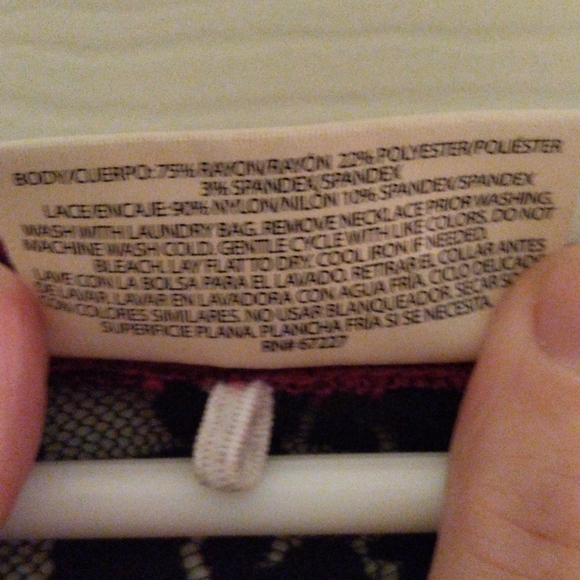 BODY/CUERPO: 75% RAYON/RAYÓN 22% POLYESTER/POLIÉSTER
3% SPANDEX/SPANDEX
LACE/ENCAJE: 90% NYLON/NILÓN 10% SPANDEX/SPANDEX
WASH WITH LAUNDRY BAG. REMOVE NECKLACE PRIOR WASHING.
MACHINE WASH COLD. GENTLE CYCLE WITH LIKE COLORS. DO NOT
BLEACH. LAY FLAT TO DRY. COOL IRON IF NEEDED.
LAVE CON LA BOLSA PARA EL LAVADO. RETIRAR EL COLLAR ANTES
DE LAVAR. LAVAR EN LAVADORA CON AGUA FRÍA. CICLO DELICADO
CON COLORES SIMILARES. NO USAR BLANQUEADOR. SECAR
SUPERFICIE PLANA. PLANCHA FRÍA SI SE NECESITA.
RN# 67227